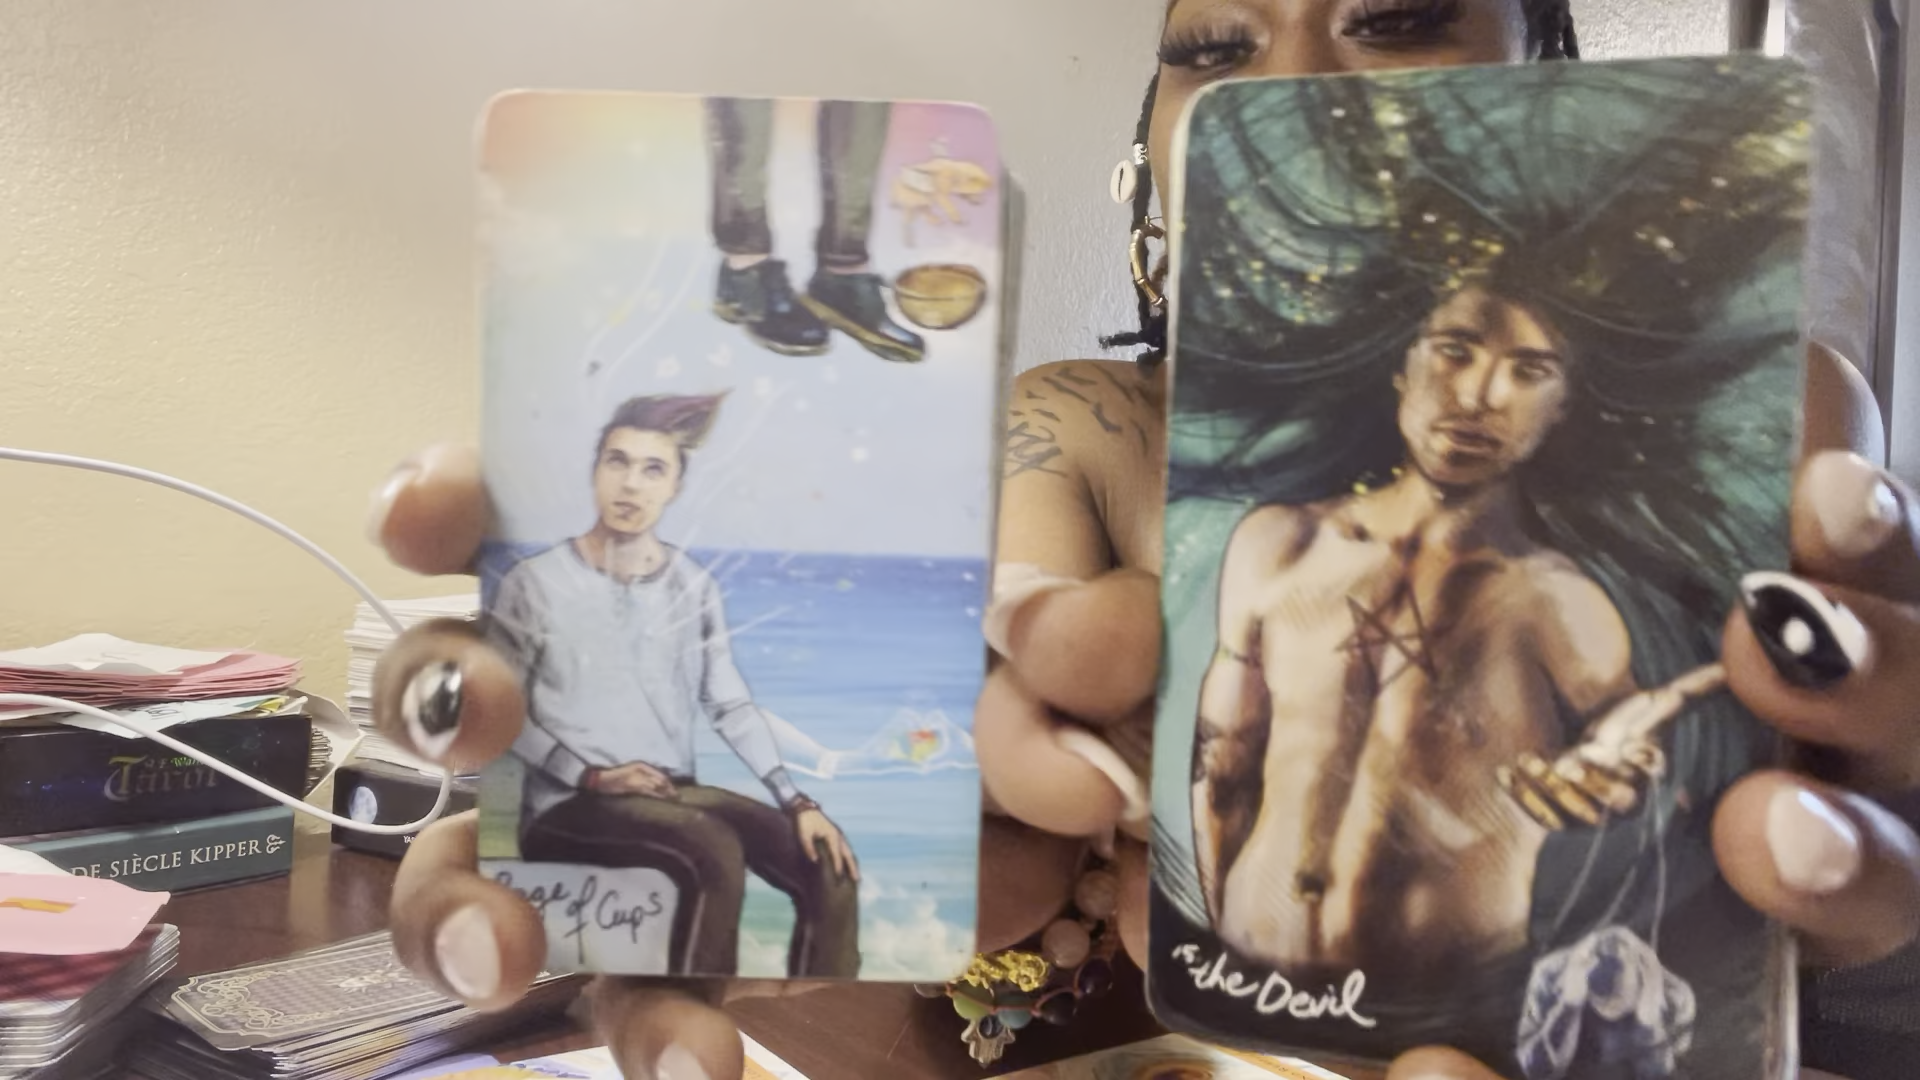 Page of Cups
15 the Devil
Tarot
DE SIÈCLE KIPPER